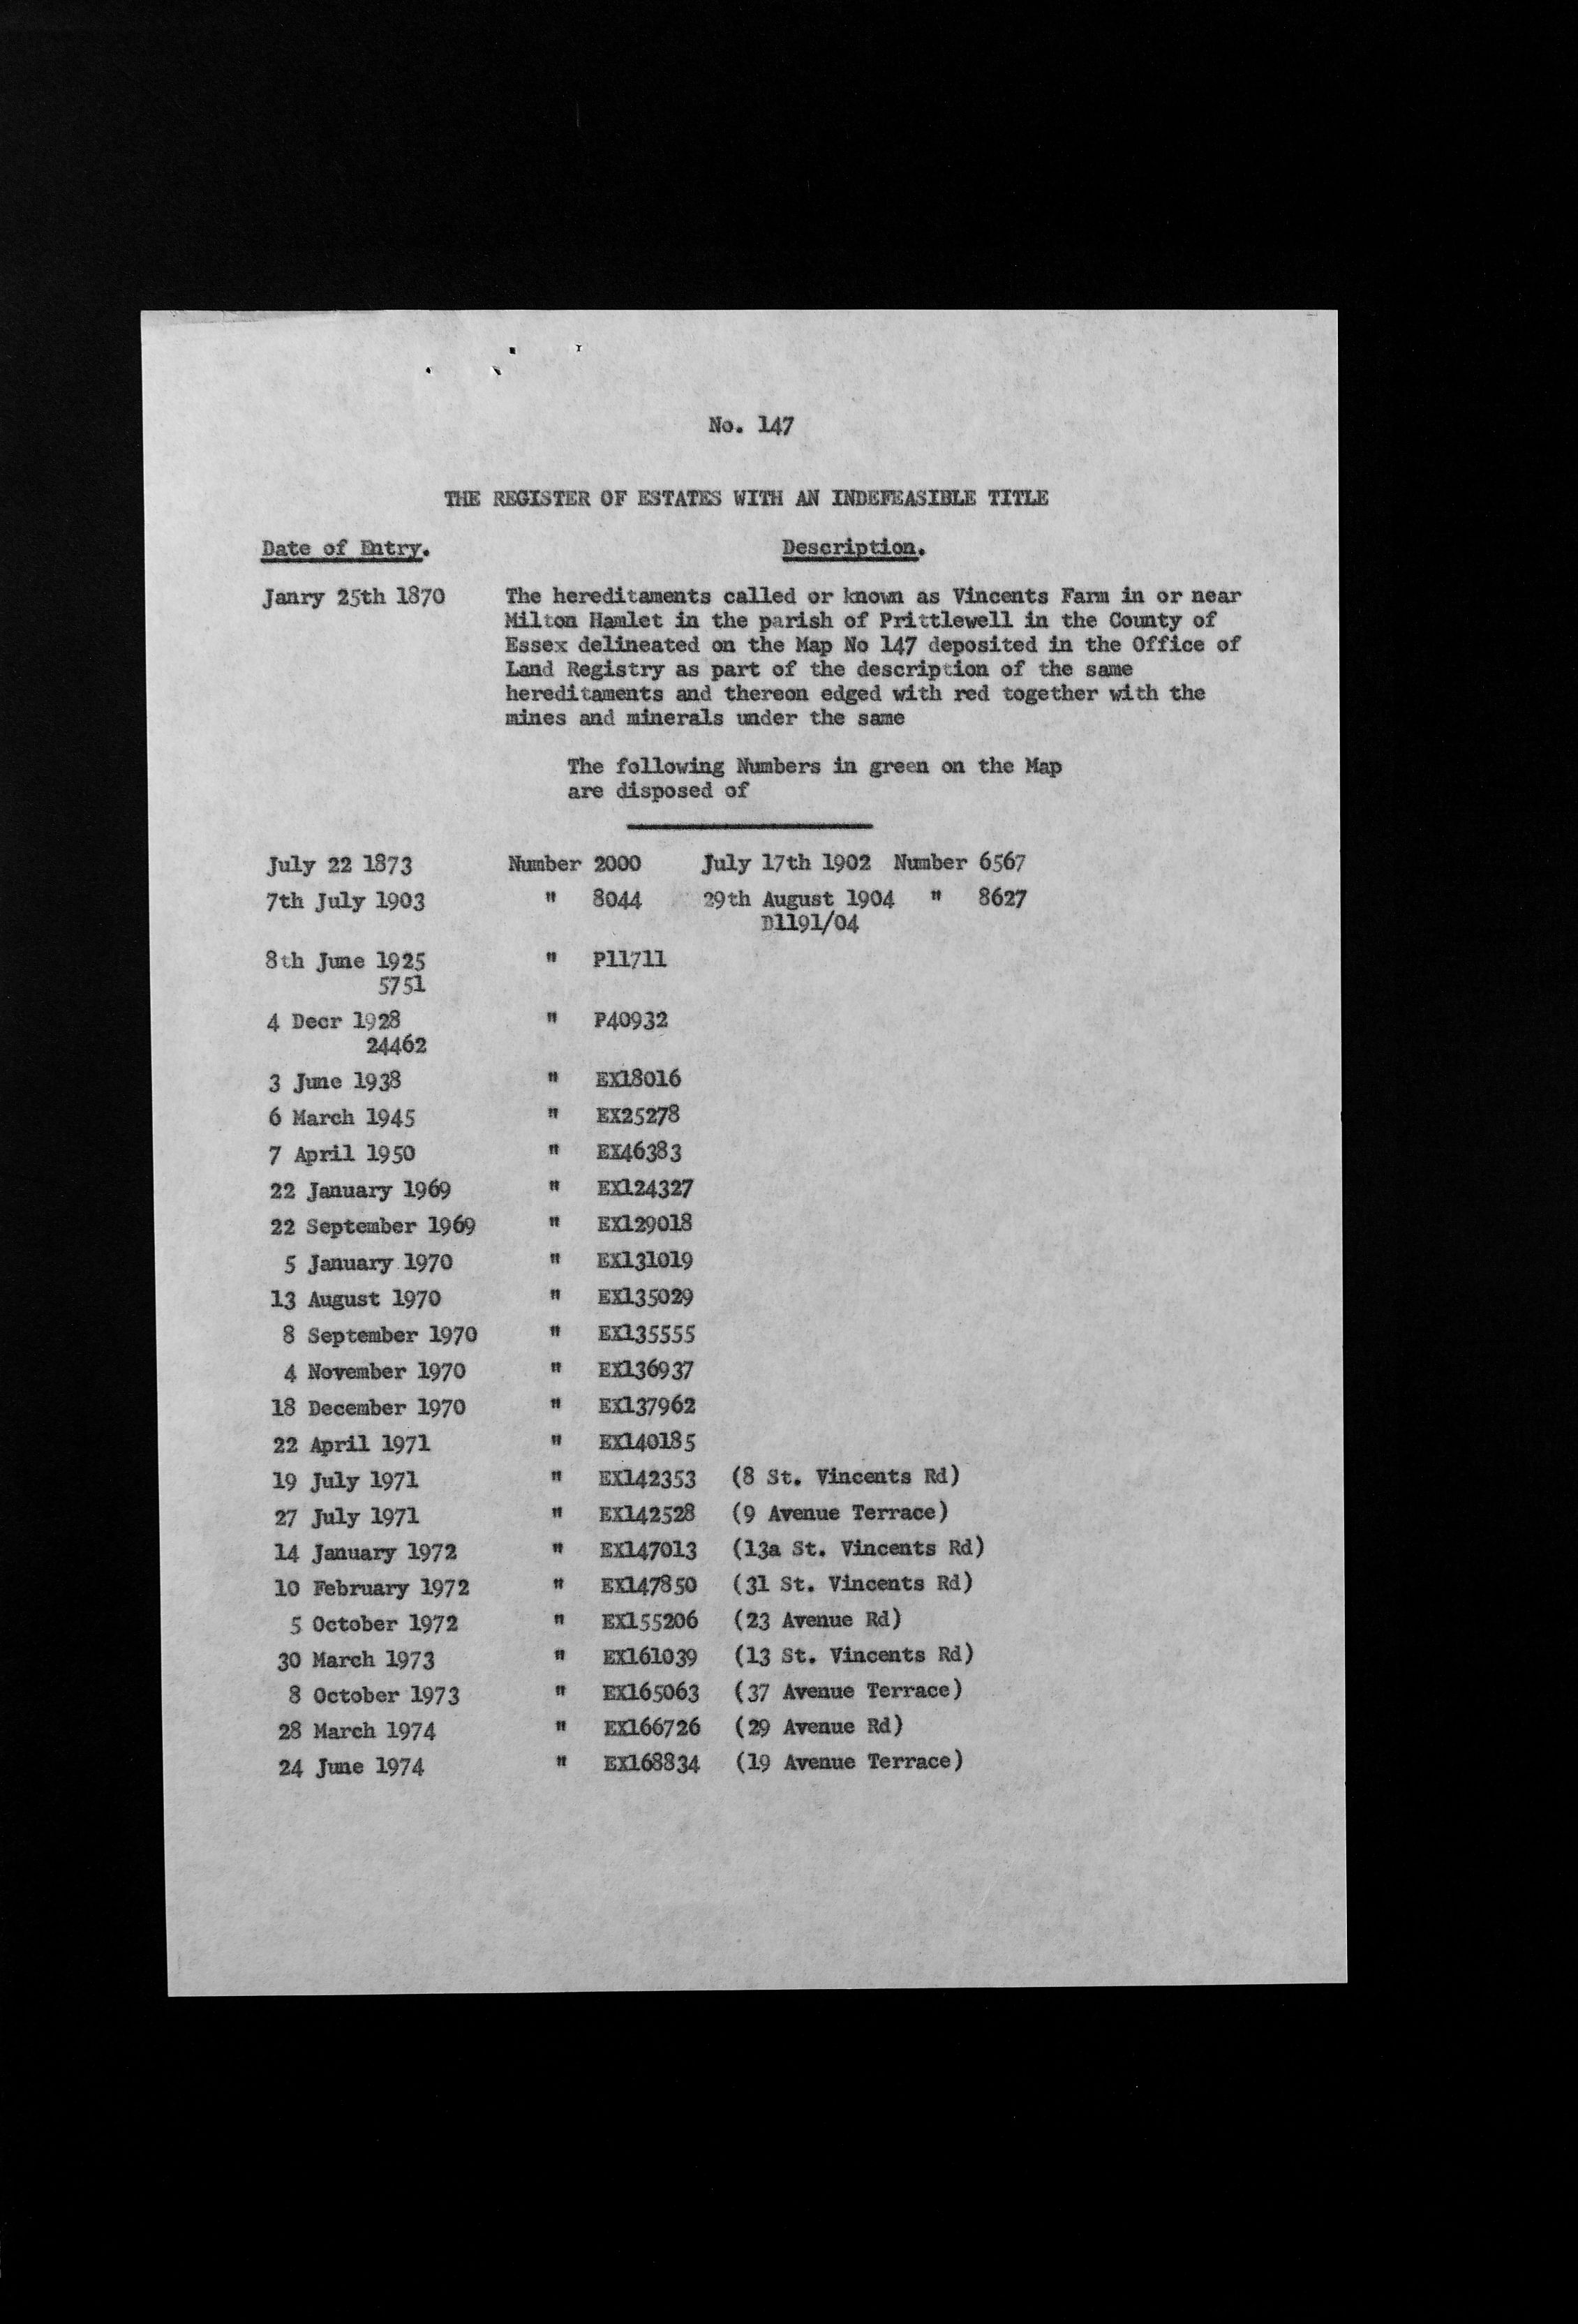 No. 147
THE REGISTER OF ESTATES WITH AN INDEFEASIBLE TITLE
Date of Entry. Description.
Janry 25th 1870 The hereditaments called or known as Vincents Farm in or near
Milton Hamlet in the parish of Prittlewell in the County of
Essex delineated on the Map No 147 deposited in the Office of
Land Registry as part of the description of the same
hereditaments and thereon edged with red together with the
mines and minerals under the same
The following Numbers in green on the Map
are disposed of
July 22 1873 Number 2000 July 17th 1902 Number 6567
7th July 1903 " 8044 29th August 1904 " 8627
D1191/04
8th June 1925 " P11711
5751
4 Decr 1928 " P40932
24462
3 June 1938 " EX18016
6 March 1945 " EX25278
7 April 1950 " EX46383
22 January 1969 " EX124327
22 September 1969 " EX129018
5 January 1970 " EX131019
13 August 1970 " EX135029
8 September 1970 " EX135555
4 November 1970 " EX136937
18 December 1970 " EX137962
22 April 1971 " EX140185
19 July 1971 " EX142353 (8 St. Vincents Rd)
27 July 1971 " EX142528 (9 Avenue Terrace)
14 January 1972 " EX147013 (13a St. Vincents Rd)
10 February 1972 " EX147850 (31 St. Vincents Rd)
5 October 1972 " EX155206 (23 Avenue Rd)
30 March 1973 " EX161039 (13 St. Vincents Rd)
8 October 1973 " EX165063 (37 Avenue Terrace)
28 March 1974 " EX166726 (29 Avenue Rd)
24 June 1974 " EX168834 (19 Avenue Terrace)